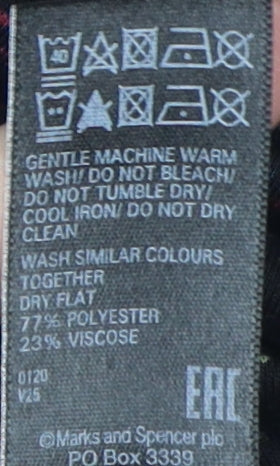 40
GENTLE MACHINE WARM
WASH/ DO NOT BLEACH/
DO NOT TUMBLE DRY/
COOL IRON/ DO NOT DRY
CLEAN
WASH SIMILAR COLOURS
TOGETHER
DRY FLAT
77% POLYESTER
23% VISCOSE
0120
V25
EAC
©Marks and Spencer plc
PO Box 3339